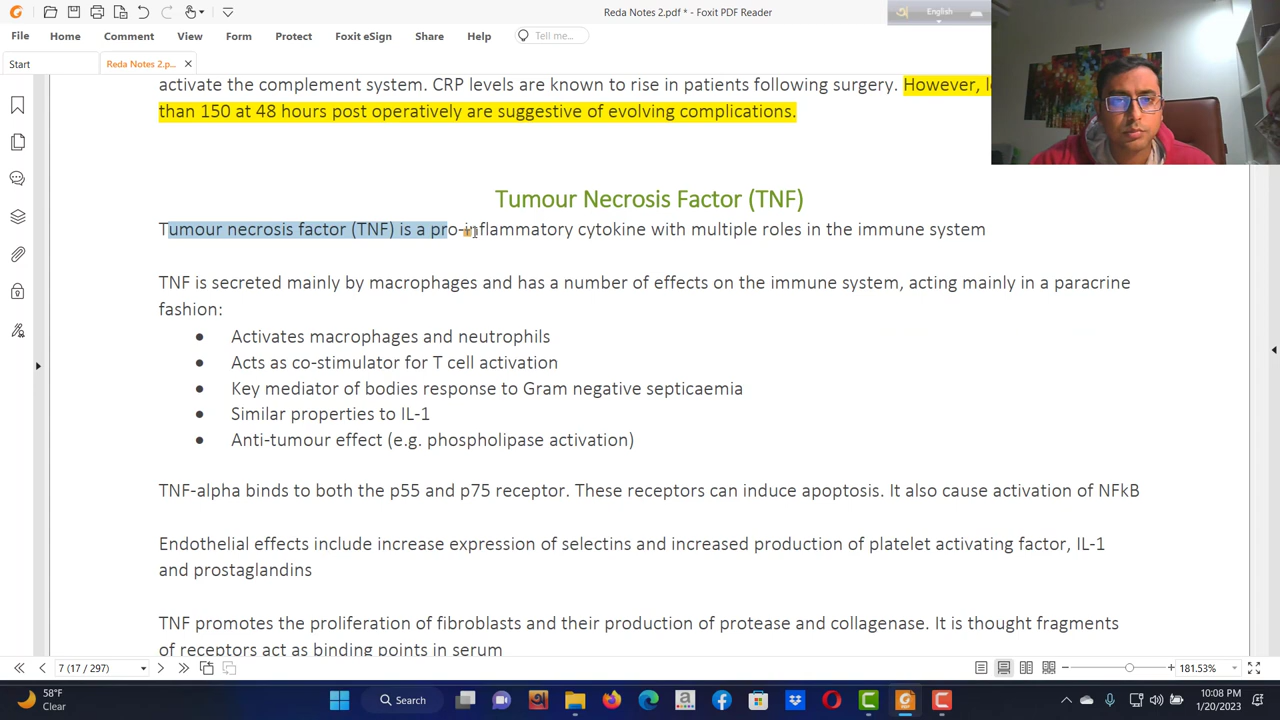 Reda Notes 2.pdf * - Foxit PDF Reader
English
File Home Comment View Form Protect Foxit eSign Share Help Tell me...
Start Reda Notes 2.p...
activate the complement system. CRP levels are known to rise in patients following surgery. However,
than 150 at 48 hours post operatively are suggestive of evolving complications.
Tumour Necrosis Factor (TNF)
Tumour necrosis factor (TNF) is a pro-inflammatory cytokine with multiple roles in the immune system
TNF is secreted mainly by macrophages and has a number of effects on the immune system, acting mainly in a paracrine
fashion:
● Activates macrophages and neutrophils
● Acts as co-stimulator for T cell activation
● Key mediator of bodies response to Gram negative septicaemia
● Similar properties to IL-1
● Anti-tumour effect (e.g. phospholipase activation)
TNF-alpha binds to both the p55 and p75 receptor. These receptors can induce apoptosis. It also cause activation of NFkB
Endothelial effects include increase expression of selectins and increased production of platelet activating factor, IL-1
and prostaglandins
TNF promotes the proliferation of fibroblasts and their production of protease and collagenase. It is thought fragments
of receptors act as binding points in serum
7 (17 / 297) 181.53%
58°F
Clear
Search
10:08 PM
1/20/2023